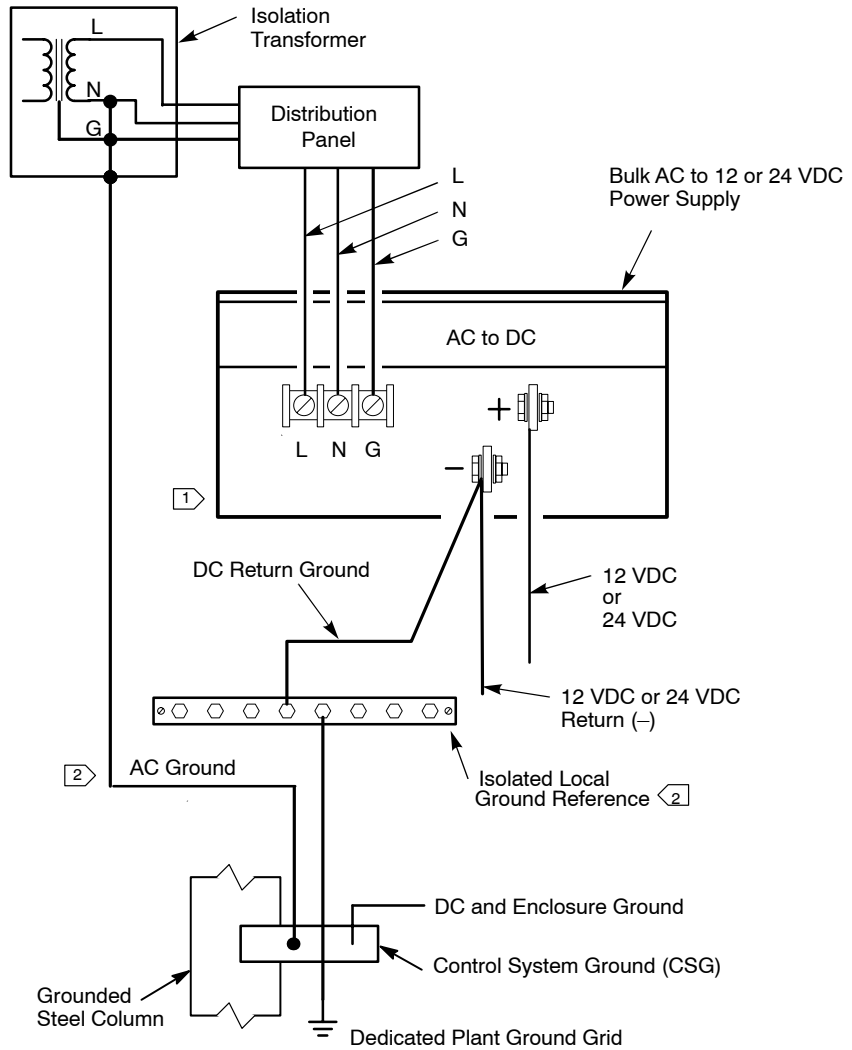 Isolation
Transformer
L
N
G
Distribution
Panel
L
N
G
Bulk AC to 12 or 24 VDC
Power Supply
AC to DC
+
L N G
–
1
DC Return Ground
12 VDC
or
24 VDC
12 VDC or 24 VDC
Return (–)
2
AC Ground
Isolated Local
Ground Reference 2
DC and Enclosure Ground
Control System Ground (CSG)
Grounded
Steel Column
Dedicated Plant Ground Grid